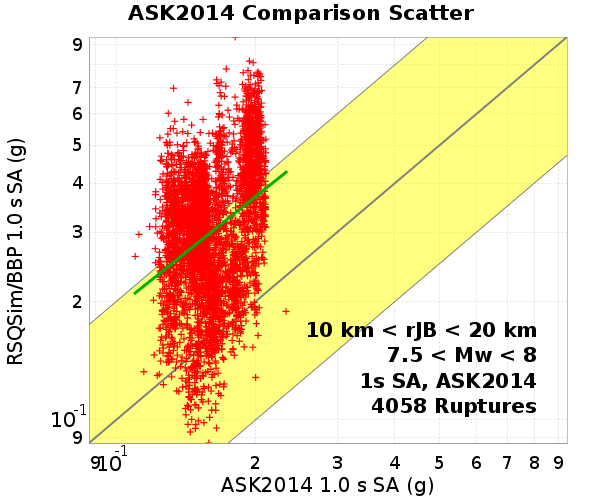 ASK2014 Comparison Scatter
RSQSim/BBP 1.0 s SA (g)
9
7
6
5
4
3
2
10^-1
9
10 km < rJB < 20 km
7.5 < Mw < 8
1s SA, ASK2014
4058 Ruptures
9 10^-1 2 3 4 5 6 7 8 9
ASK2014 1.0 s SA (g)